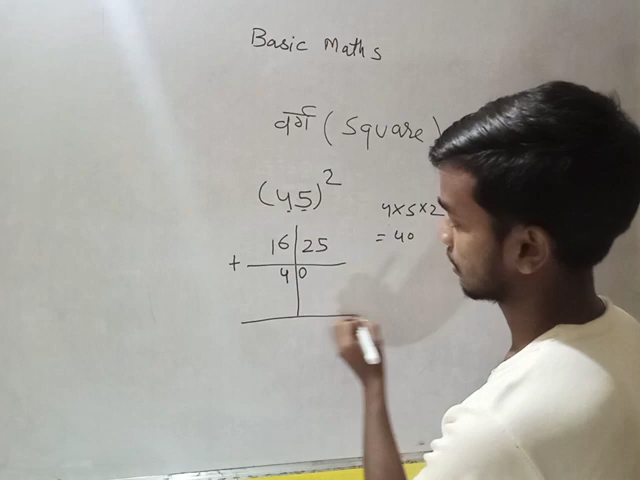 Basic Maths
वर्ग (Square)
(45)²
4×5×2
= 40
16|25
+ 4|0